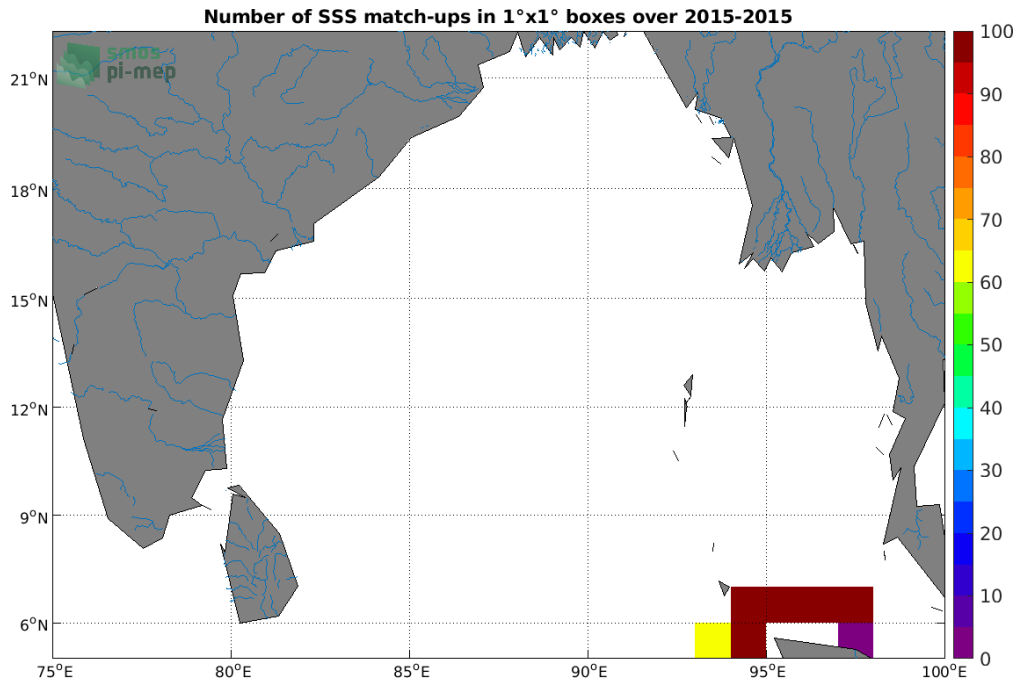 Number of SSS match-ups in 1°x1° boxes over 2015-2015
smos
pi-mep
21°N
18°N
15°N
12°N
9°N
6°N
75°E
80°E
85°E
90°E
95°E
100°E
100
90
80
70
60
50
40
30
20
10
0